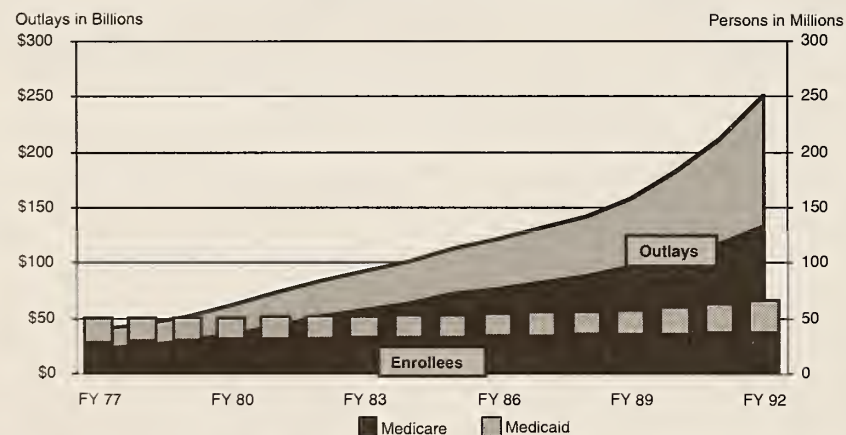 Outlays in Billions Persons in Millions
$300 300
$250 250
$200 200
$150 150
Outlays
$100 100
$50 50
Enrollees
$0 0
FY 77 FY 80 FY 83 FY 86 FY 89 FY 92
Medicare Medicaid